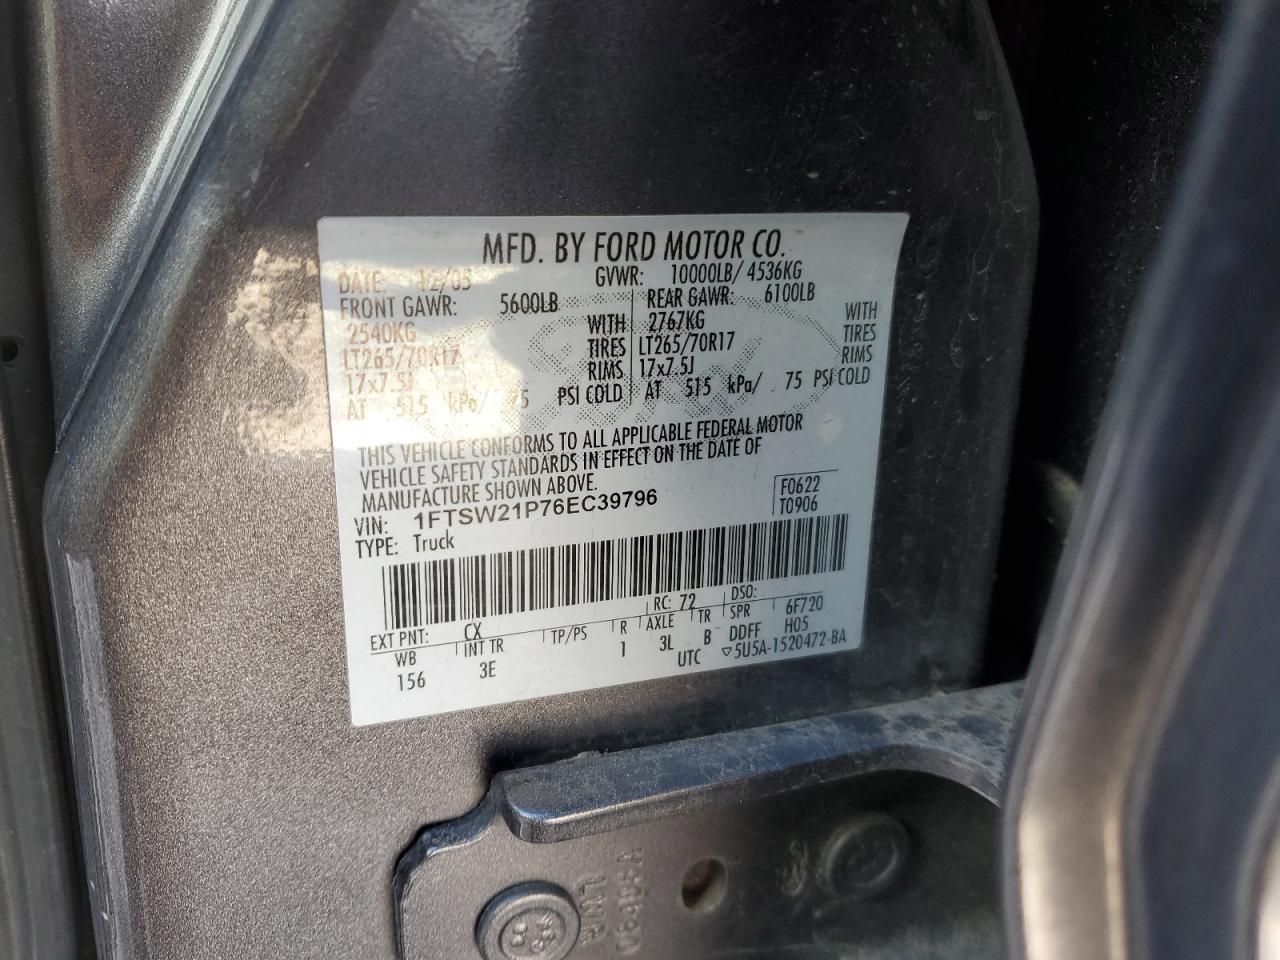 MFD. BY FORD MOTOR CO.
DATE: 12/05 GVWR: 10000LB/ 4536KG
FRONT GAWR: 5600LB REAR GAWR: 6100LB
2540KG WITH 2767KG WITH
LT265/70R17 TIRES LT265/70R17 TIRES
17x7.5J RIMS 17x7.5J RIMS
AT 515 kPa/ 75 PSI COLD AT 515 kPa/ 75 PSI COLD
THIS VEHICLE CONFORMS TO ALL APPLICABLE FEDERAL MOTOR
VEHICLE SAFETY STANDARDS IN EFFECT ON THE DATE OF
MANUFACTURE SHOWN ABOVE.
VIN: 1FTSW21P76EC39796 F0622
TYPE: Truck T0906
EXT PNT: CX RC: 72 DSO:
WB INT TR TP/PS R AXLE TR SPR 6F720
156 3E 1 3L B DDFF H05
UTC ▽5U5A-1520472-BA